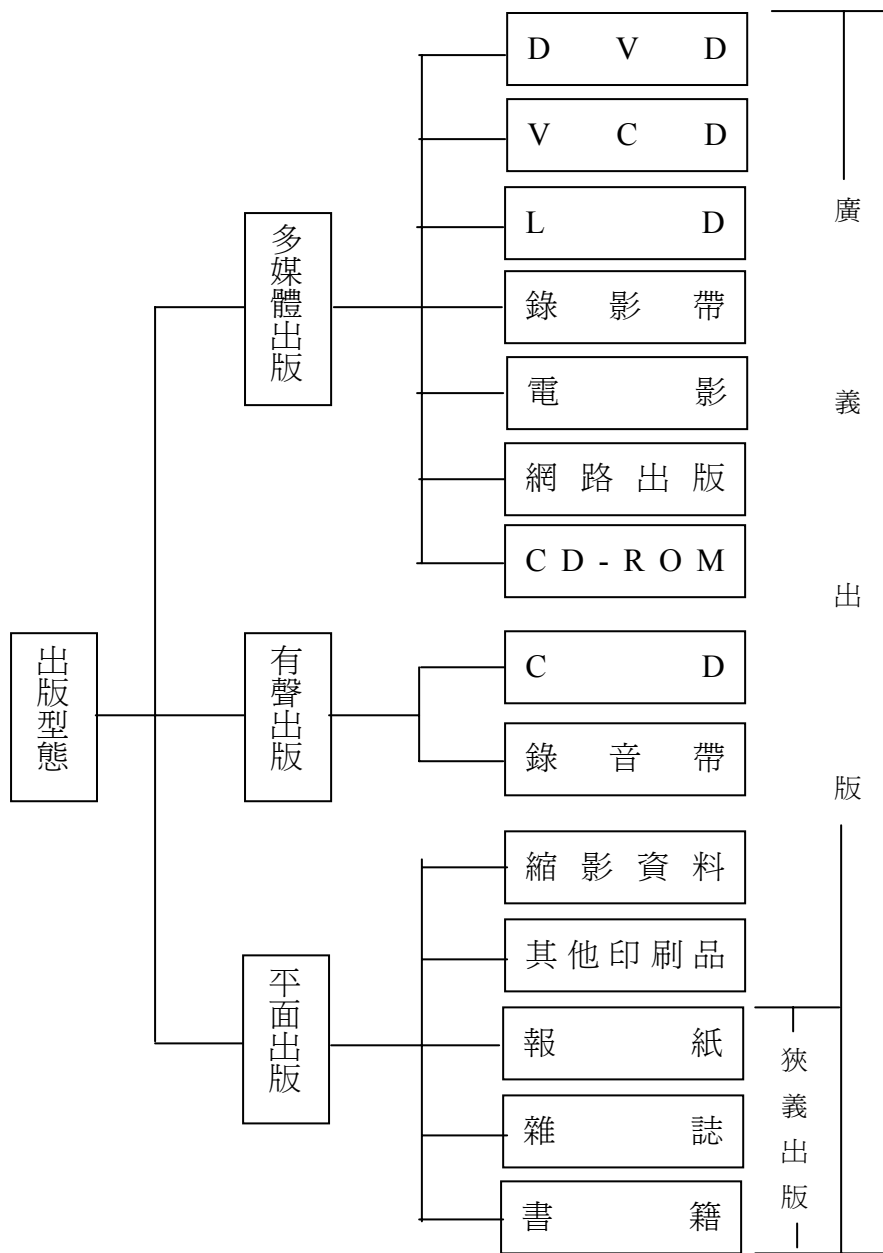 出版型態
多媒體出版
DVD
VCD
LD
錄影帶
電影
網路出版
CD-ROM
有聲出版
CD
錄音帶
平面出版
縮影資料
其他印刷品
報紙
雜誌
書籍
廣義出版
狹義出版